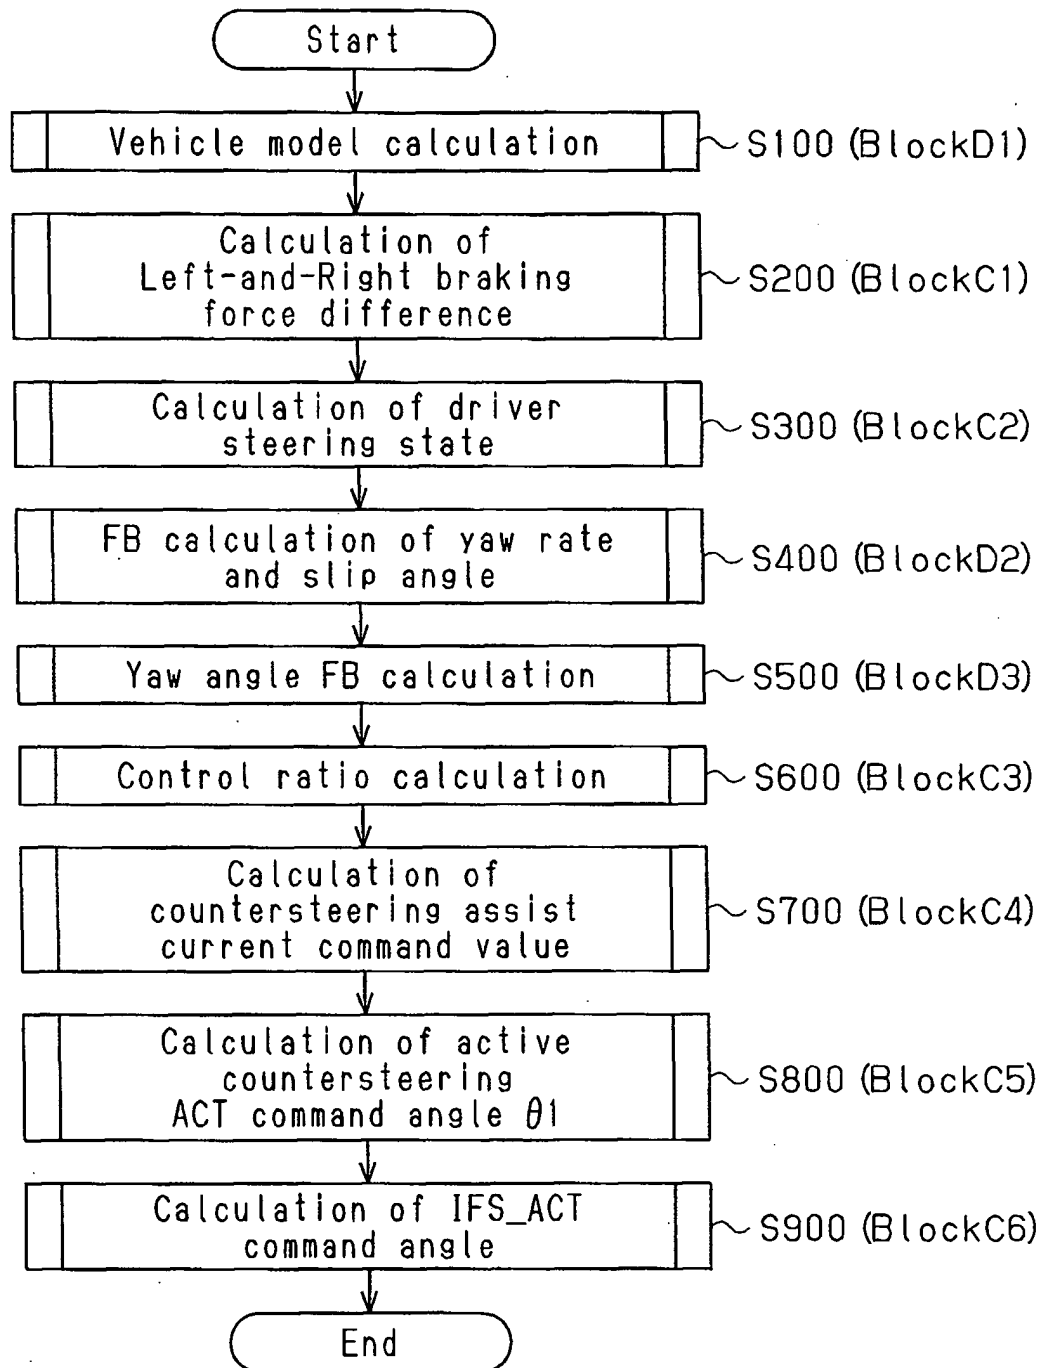 Start
Vehicle model calculation
S100 (BlockD1)
Calculation of
Left-and-Right braking
force difference
S200 (BlockC1)
Calculation of driver
steering state
S300 (BlockC2)
FB calculation of yaw rate
and slip angle
S400 (BlockD2)
Yaw angle FB calculation
S500 (BlockD3)
Control ratio calculation
S600 (BlockC3)
Calculation of
countersteering assist
current command value
S700 (BlockC4)
Calculation of active
countersteering
ACT command angle θ1
S800 (BlockC5)
Calculation of IFS_ACT
command angle
S900 (BlockC6)
End